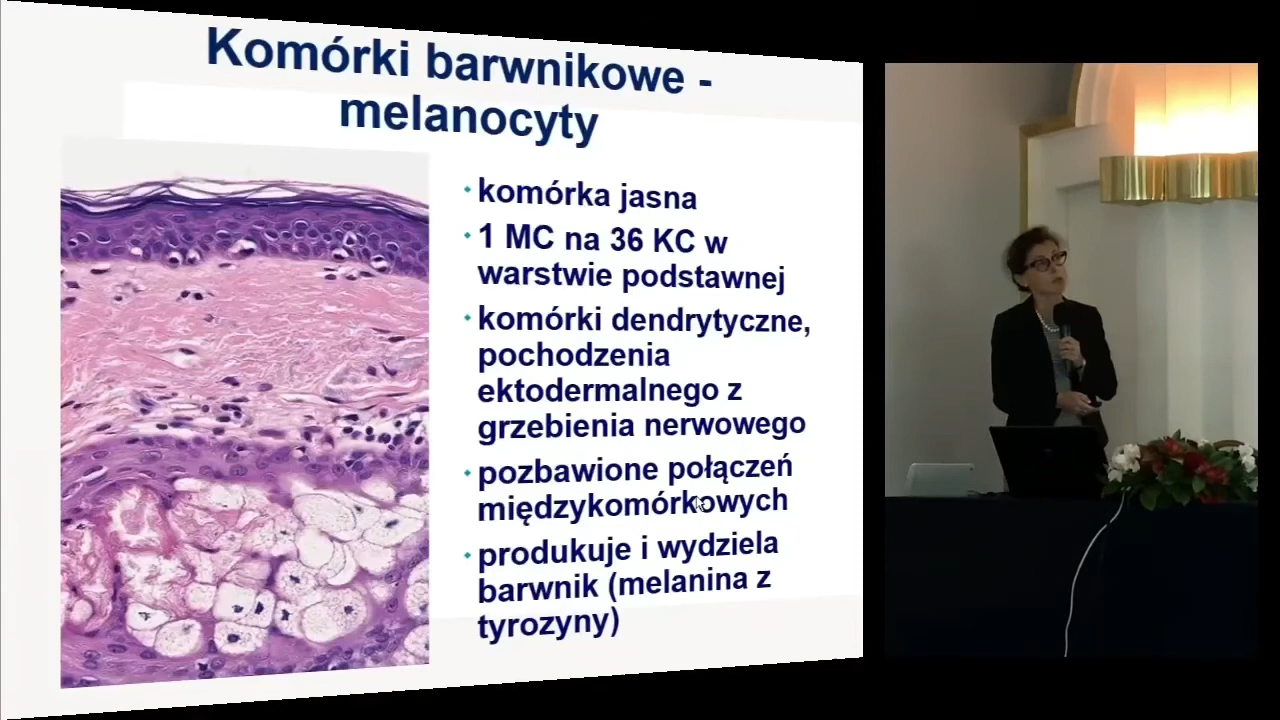 Komórki barwnikowe -
melanocyty
komórka jasna
1 MC na 36 KC w
warstwie podstawnej
komórki dendrytyczne,
pochodzenia
ektodermalnego z
grzebienia nerwowego
pozbawione połączeń
międzykomórkowych
produkuje i wydziela
barwnik (melanina z
tyrozyny)